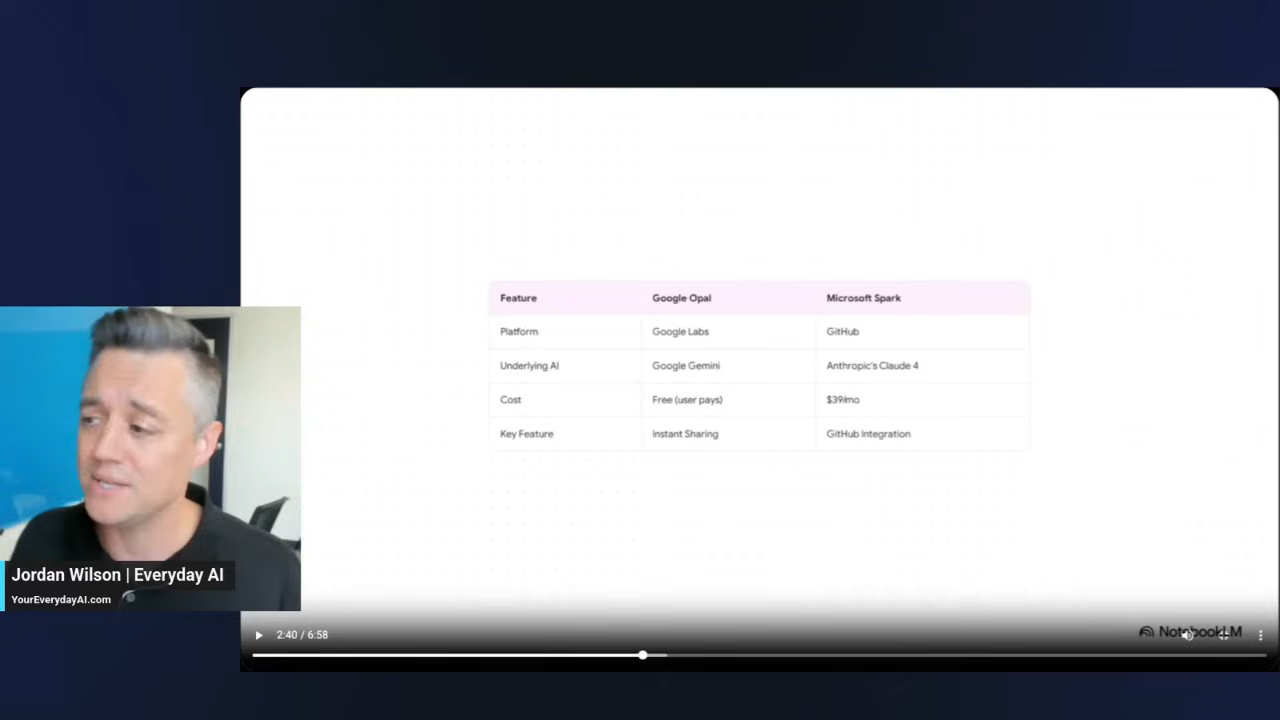 Feature Google Opal Microsoft Spark
Platform Google Labs GitHub
Underlying AI Google Gemini Anthropic's Claude 4
Cost Free (user pays) $39/mo
Key Feature Instant Sharing GitHub Integration
Jordan Wilson | Everyday AI
YourEverydayAI.com
2:40 / 6:58
NotebookLM